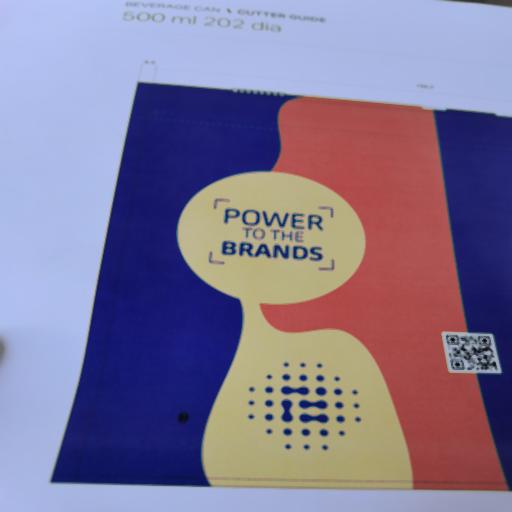 BEVERAGE CAN \ CUTTER GUIDE
500 ml 202 dia
POWER
TO THE
BRANDS